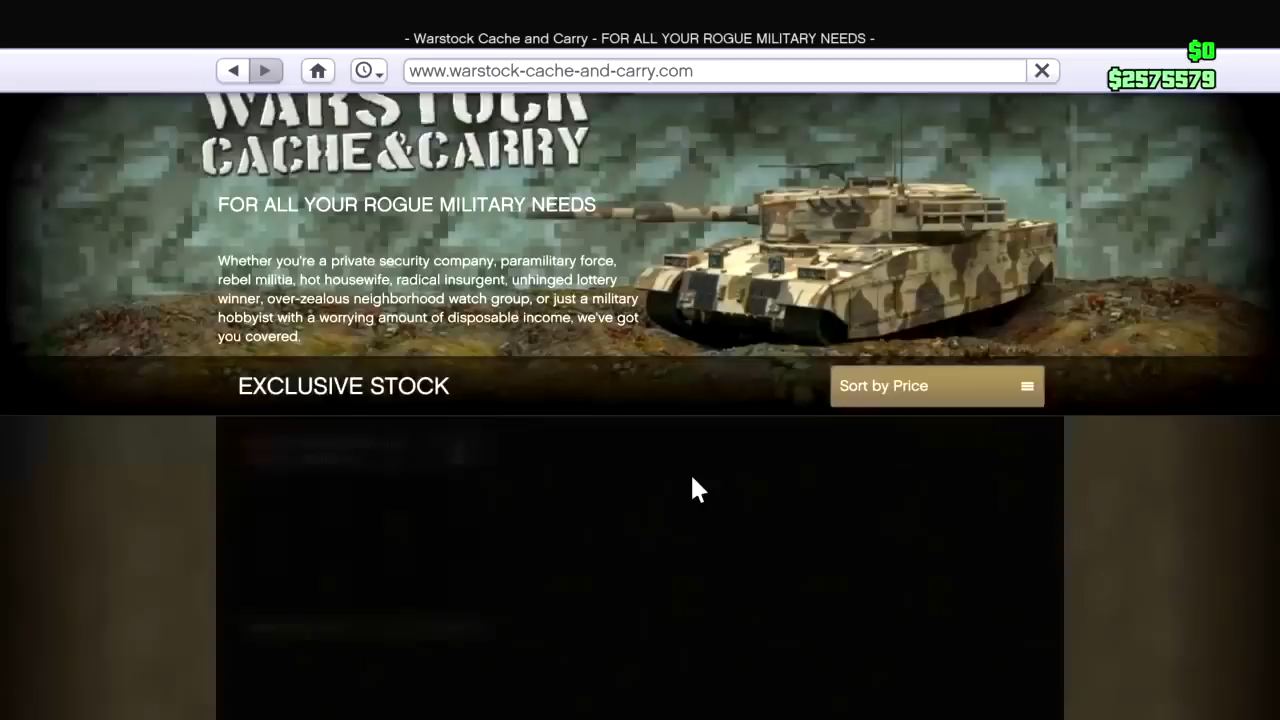 - Warstock Cache and Carry - FOR ALL YOUR ROGUE MILITARY NEEDS -
$0
www.warstock-cache-and-carry.com
$2575579
WARSTOCK
CACHE&CARRY
FOR ALL YOUR ROGUE MILITARY NEEDS
Whether you're a private security company, paramilitary force,
rebel militia, hot housewife, radical insurgent, unhinged lottery
winner, over-zealous neighborhood watch group, or just a military
hobbyist with a worrying amount of disposable income, we've got
you covered.
EXCLUSIVE STOCK
Sort by Price